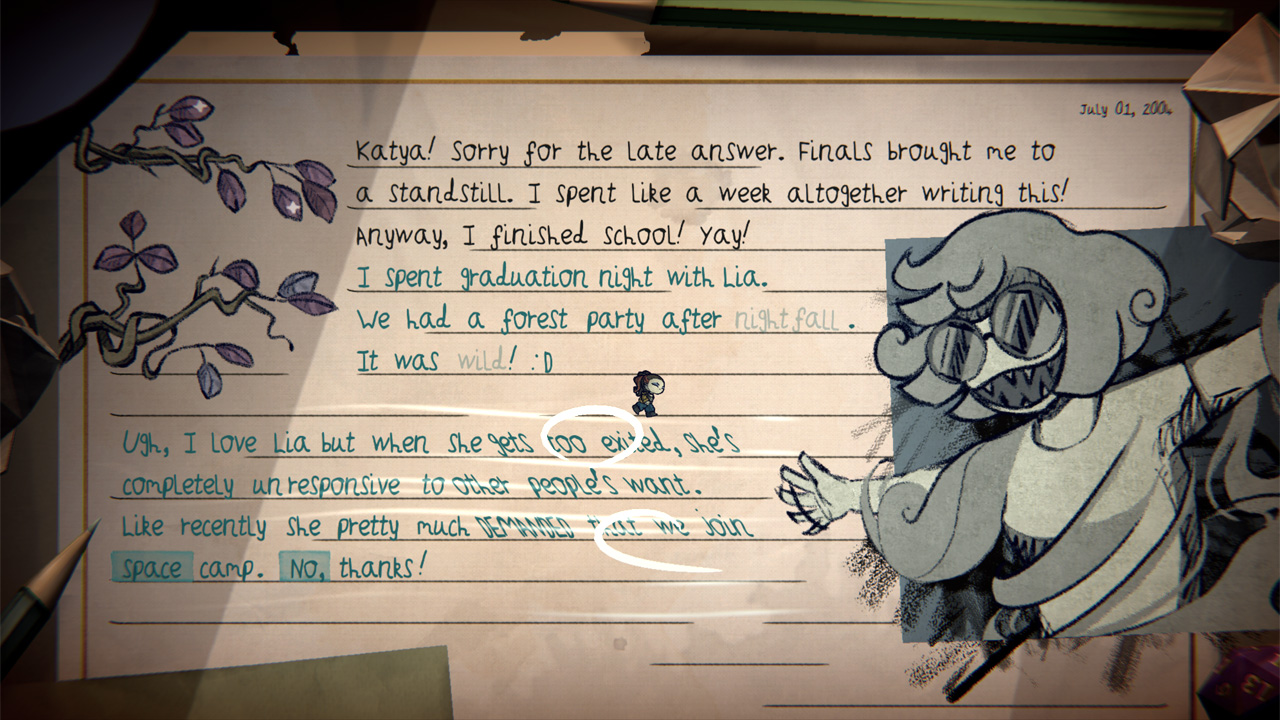 July 01, 2004
Katya! Sorry for the late answer. Finals brought me to
a standstill. I spent like a week altogether writing this!
Anyway, I finished school! Yay!
I spent graduation night with Lia.
We had a forest party after nightfall.
It was wild! :D
Ugh, I love Lia but when she gets too exited, she's
completely unresponsive to other people's want.
Like recently she pretty much DEMANDED that we join
space camp. No, thanks!
13